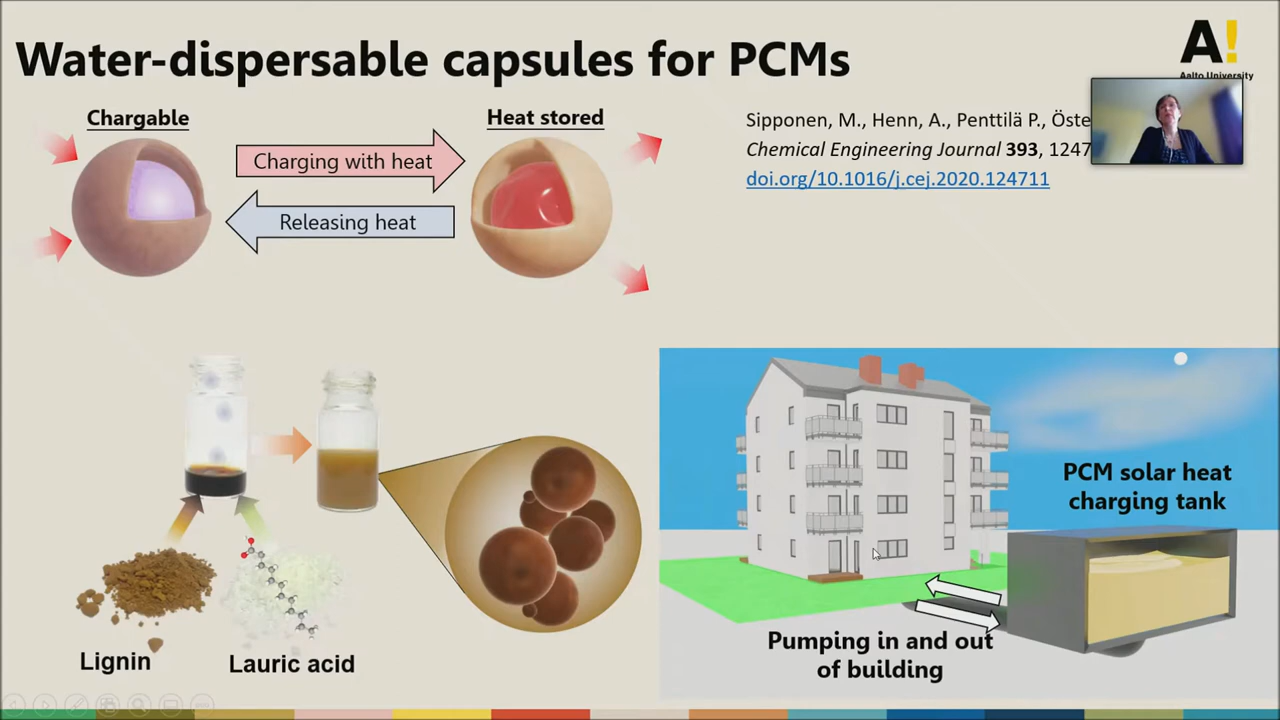 Water-dispersable capsules for PCMs
A!
Aalto University
Chargable
Heat stored
Charging with heat
Releasing heat
Sipponen, M., Henn, A., Penttilä P.,
Chemical Engineering Journal 393,
doi.org/10.1016/j.cej.2020.124711
PCM solar heat
charging tank
Pumping in and out
of building
Lignin
Lauric acid